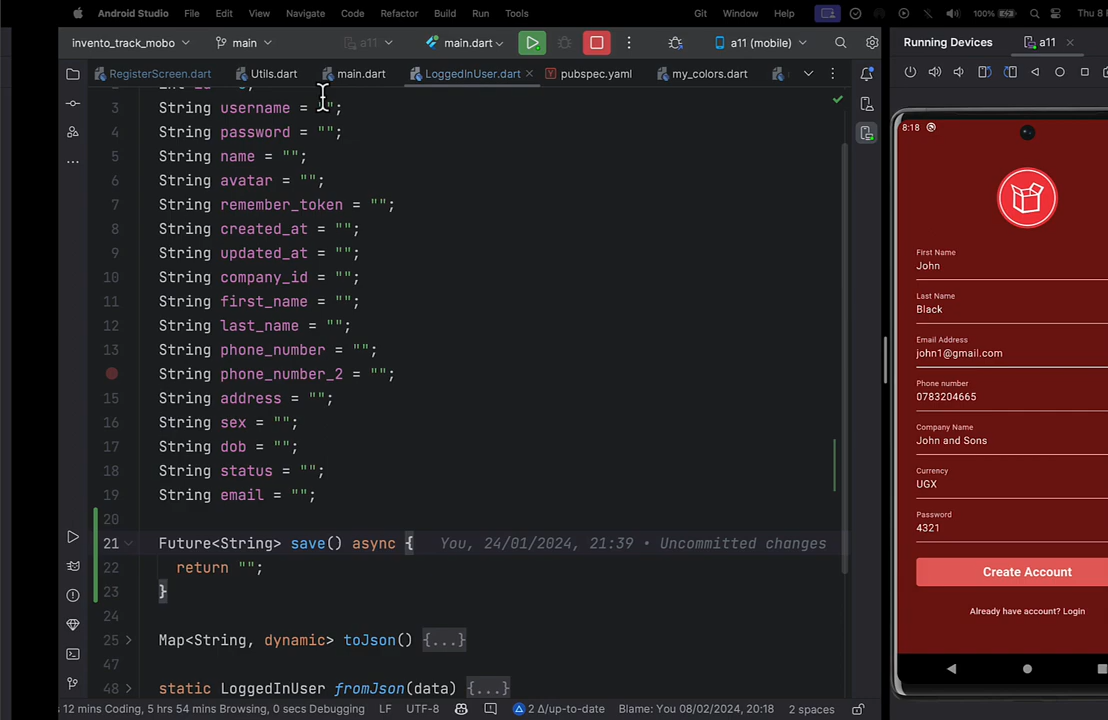 Android Studio File Edit View Navigate Code Refactor Build Run Tools Git Window Help 100% Thu 8
invento_track_mobo main a11 main.dart a11 (mobile) Running Devices a11
RegisterScreen.dart Utils.dart main.dart LoggedInUser.dart pubspec.yaml my_colors.dart
3 String username = "";
4 String password = "";
5 String name = "";
6 String avatar = "";
7 String remember_token = "";
8 String created_at = "";
9 String updated_at = "";
10 String company_id = "";
11 String first_name = "";
12 String last_name = "";
13 String phone_number = "";
String phone_number_2 = "";
15 String address = "";
16 String sex = "";
17 String dob = "";
18 String status = "";
19 String email = "";
20
21 Future<String> save() async { You, 24/01/2024, 21:39 • Uncommitted changes
22 return "";
23 }
24
25 Map<String, dynamic> toJson() {...}
47
48 static LoggedInUser fromJson(data) {...}
12 mins Coding, 5 hrs 54 mins Browsing, 0 secs Debugging LF UTF-8 2 Δ/up-to-date Blame: You 08/02/2024, 20:18 2 spaces
8:18
First Name
John
Last Name
Black
Email Address
john1@gmail.com
Phone number
0783204665
Company Name
John and Sons
Currency
UGX
Password
4321
Create Account
Already have account? Login